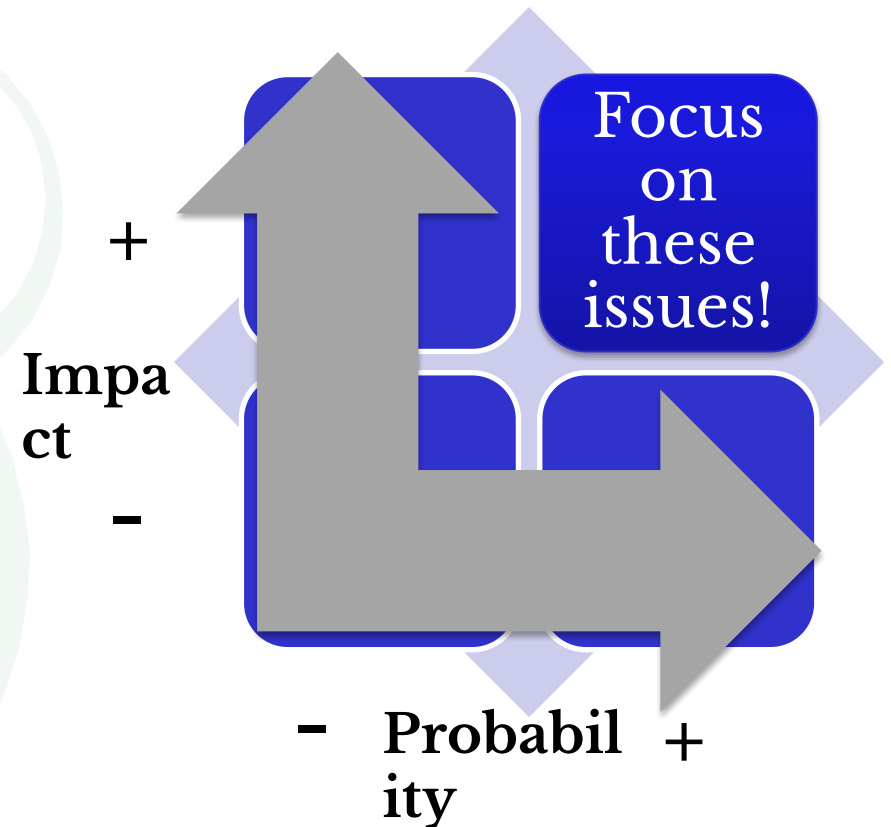 Focus
on
these
issues!
+
Impa
ct
-
- Probabil +
ity